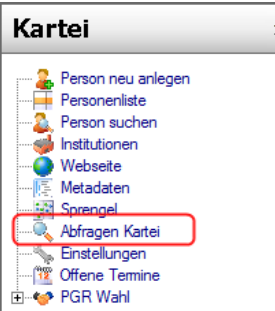 Kartei
Person neu anlegen
Personenliste
Person suchen
Institutionen
Webseite
Metadaten
Sprengel
Abfragen Kartei
Einstellungen
Offene Termine
PGR Wahl